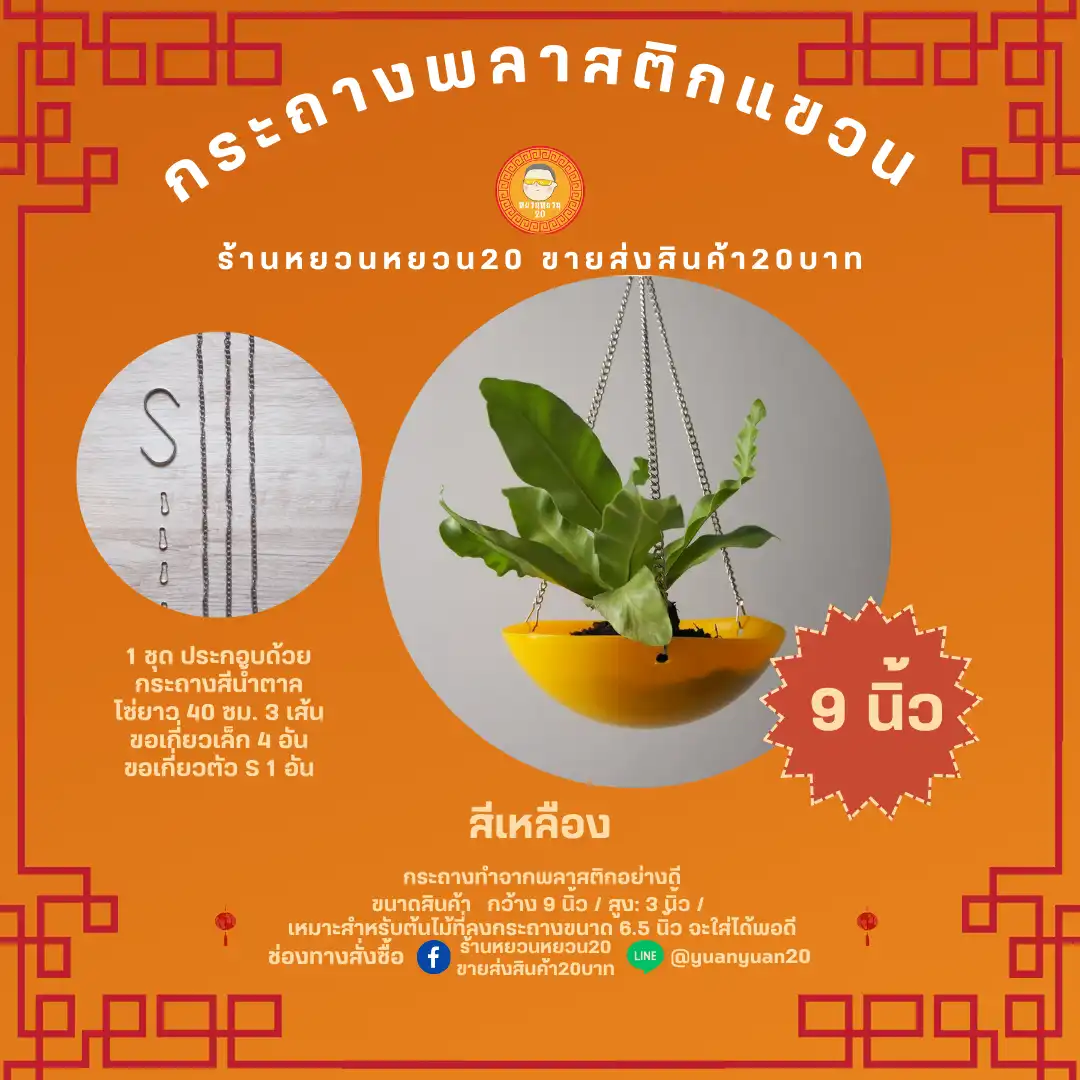 กระถางพลาสติกแขวน
หยวนหยวน
20
ร้านหยวนหยวน20 ขายส่งสินค้า20บาท
1 ชุด ประกอบด้วย
กระถางสีน้ำตาล
โซ่ยาว 40 ซม. 3 เส้น
ขอเกี่ยวเล็ก 4 อัน
ขอเกี่ยวตัว S 1 อัน
9 นิ้ว
สีเหลือง
กระถางทำจากพลาสติกอย่างดี
ขนาดสินค้า กว้าง 9 นิ้ว / สูง: 3 นิ้ว /
เหมาะสำหรับต้นไม้ที่ลงกระถางขนาด 6.5 นิ้ว จะใส่ได้พอดี
ช่องทางสั่งซื้อ
ร้านหยวนหยวน20
ขายส่งสินค้า20บาท
LINE @yuanyuan20